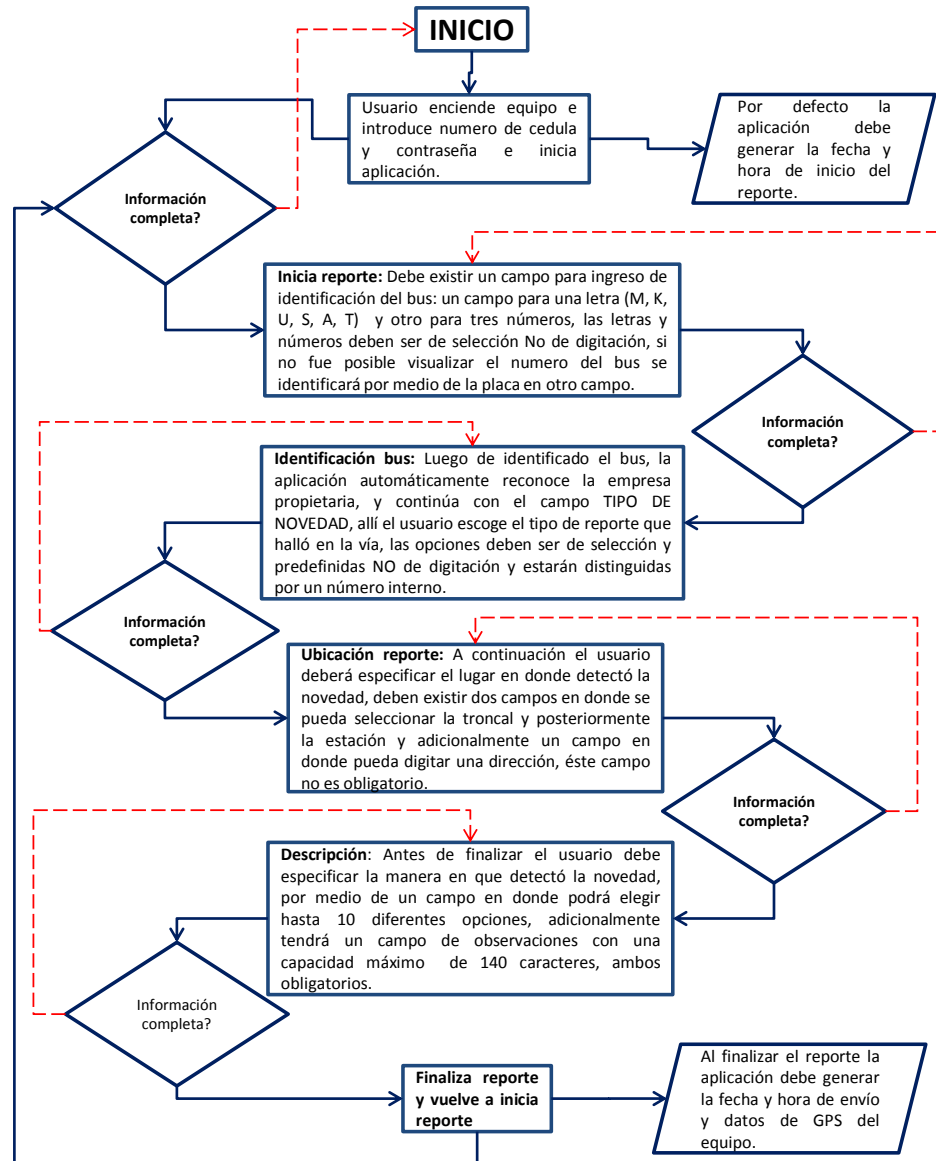 INICIO
Usuario enciende equipo e
introduce numero de cedula
y contraseña e inicia
aplicación.
Por defecto la
aplicación debe
generar la fecha y
hora de inicio del
reporte.
Información
completa?
Inicia reporte: Debe existir un campo para ingreso de
identificación del bus: un campo para una letra (M, K,
U, S, A, T) y otro para tres números, las letras y
números deben ser de selección No de digitación, si
no fue posible visualizar el numero del bus se
identificará por medio de la placa en otro campo.
Información
completa?
Identificación bus: Luego de identificado el bus, la
aplicación automáticamente reconoce la empresa
propietaria, y continúa con el campo TIPO DE
NOVEDAD, allí el usuario escoge el tipo de reporte que
halló en la vía, las opciones deben ser de selección y
predefinidas NO de digitación y estarán distinguidas
por un número interno.
Información
completa?
Ubicación reporte: A continuación el usuario
deberá especificar el lugar en donde detectó la
novedad, deben existir dos campos en donde se
pueda seleccionar la troncal y posteriormente
la estación y adicionalmente un campo en
donde pueda digitar una dirección, éste campo
no es obligatorio.
Información
completa?
Descripción: Antes de finalizar el usuario debe
especificar la manera en que detectó la novedad,
por medio de un campo en donde podrá elegir
hasta 10 diferentes opciones, adicionalmente
tendrá un campo de observaciones con una
capacidad máximo de 140 caracteres, ambos
obligatorios.
Información
completa?
Finaliza reporte
y vuelve a inicia
reporte
Al finalizar el reporte la
aplicación debe generar
la fecha y hora de envío
y datos de GPS del
equipo.